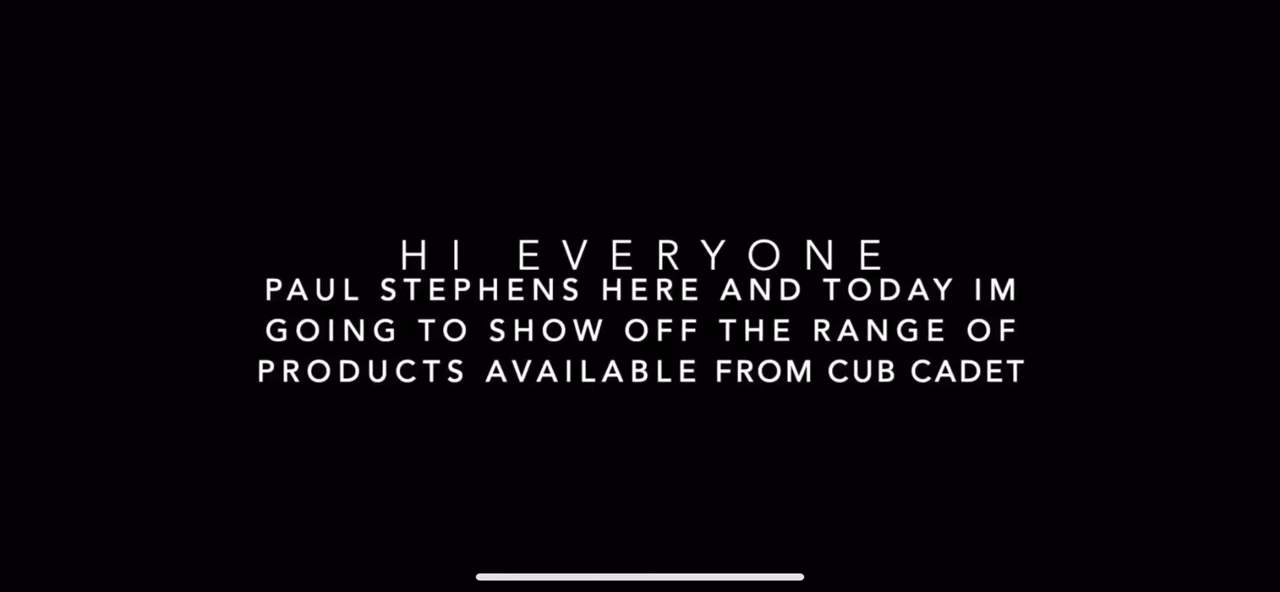 HI EVERYONE
PAUL STEPHENS HERE AND TODAY IM
GOING TO SHOW OFF THE RANGE OF
PRODUCTS AVAILABLE FROM CUB CADET